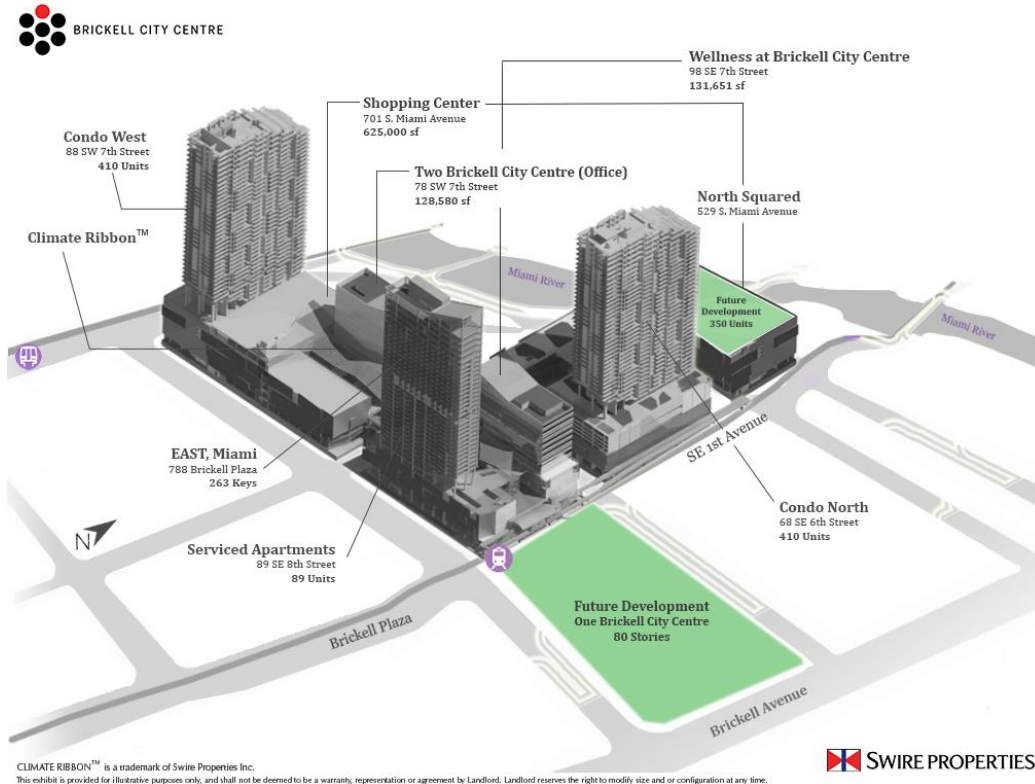 BRICKELL CITY CENTRE
Wellness at Brickell City Centre
98 SE 7th Street
131,651 sf
Shopping Center
701 S. Miami Avenue
625,000 sf
Condo West
88 SW 7th Street
410 Units
Two Brickell City Centre (Office)
78 SW 7th Street
128,580 sf
North Squared
529 S. Miami Avenue
Climate Ribbon™
Miami River
Future
Development
350 Units
Miami River
SE 1st Avenue
EAST, Miami
788 Brickell Plaza
263 Keys
Condo North
68 SE 6th Street
410 Units
N
Serviced Apartments
89 SE 8th Street
89 Units
Future Development
One Brickell City Centre
80 Stories
Brickell Plaza
Brickell Avenue
CLIMATE RIBBON™ is a trademark of Swire Properties Inc.
This exhibit is provided for illustrative purposes only, and shall not be deemed to be a warranty, representation or agreement by Landlord. Landlord reserves the right to modify size and or configuration at any time.
SWIRE PROPERTIES